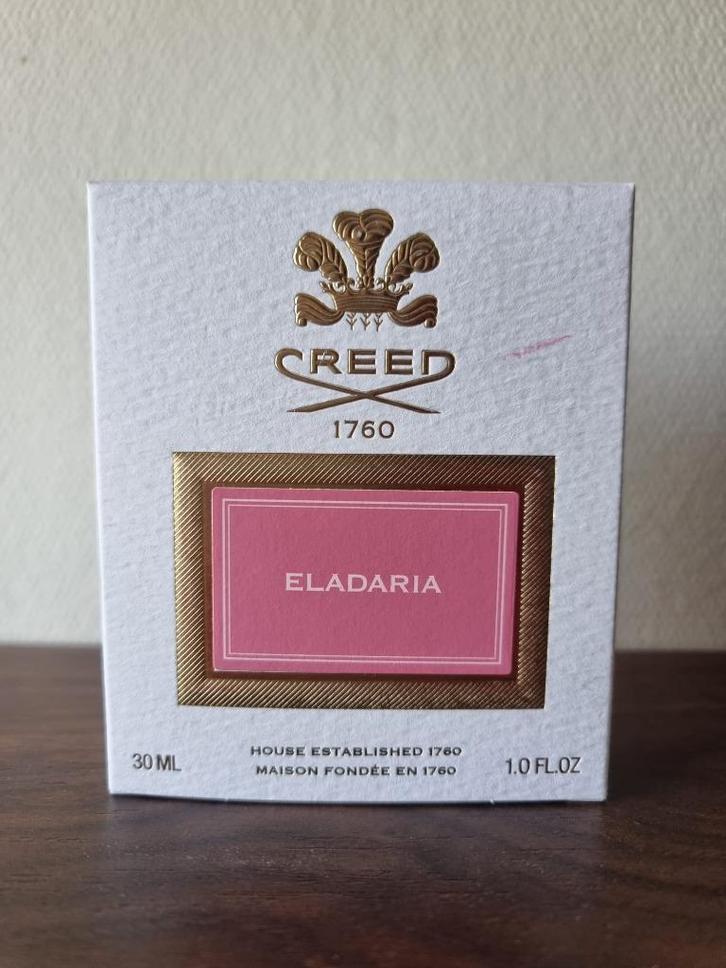 CREED
1760
ELADARIA
HOUSE ESTABLISHED 1760
MAISON FONDÉE EN 1760
30 ML
1.0 FL.OZ